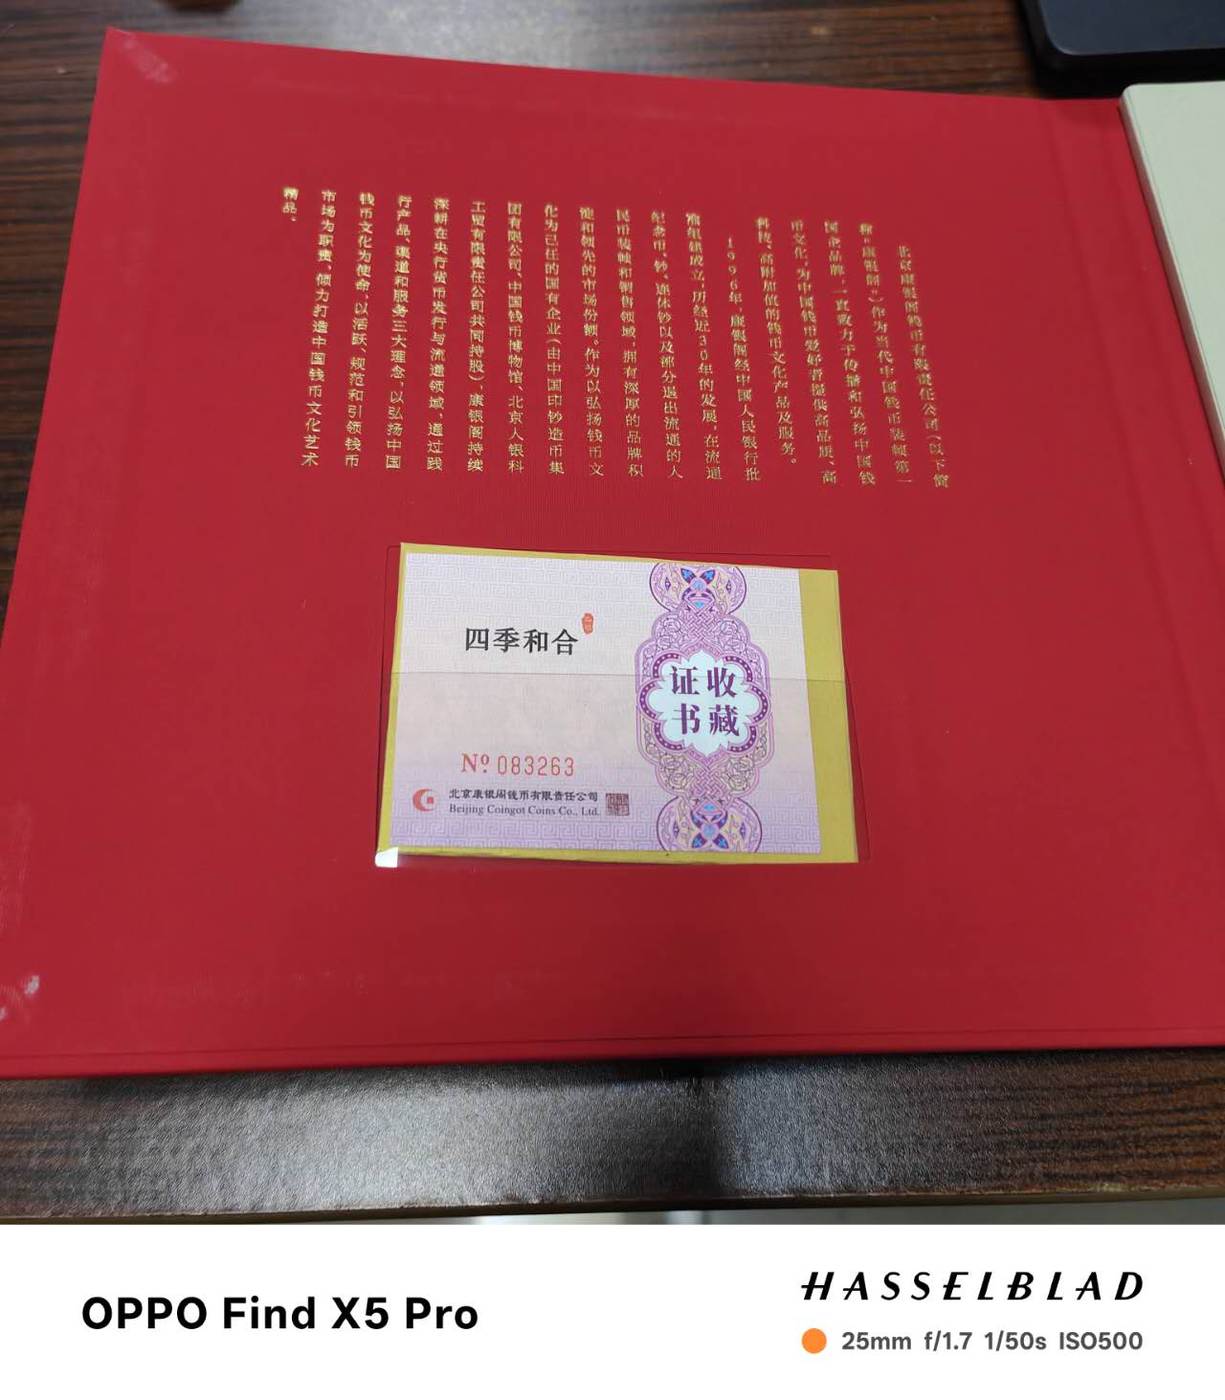 北京康银阁钱币有限责任公司（以下简
称“康银阁”）作为当代中国钱币装帧第一
国企品牌，一直致力于传播和弘扬中国钱
币文化，为中国钱币爱好者提供高品质、高
科技、高附加值的钱币文化产品及服务。
1996年，康银阁经中国人民银行批
准组建成立，历经近30年的发展，在流通
纪念币、钞、连体钞以及部分退出流通的人
民币装帧和销售领域，拥有深厚的品牌积
淀和领先的市场份额。作为以弘扬钱币文
化为己任的国有企业（由中国印钞造币集
团有限公司、中国钱币博物馆、北京人银科
工贸有限责任公司共同持股），康银阁持续
深耕在央行货币发行与流通领域，通过践
行产品、渠道和服务三大理念，以弘扬中国
钱币文化为使命，以活跃、规范和引领钱币
市场为职责，倾力打造中国钱币文化艺术
精品。
四季和合
收藏
证书
Nº 083263
北京康银阁钱币有限责任公司
Beijing Coingot Coins Co., Ltd.
OPPO Find X5 Pro
HASSELBLAD
25mm f/1.7 1/50s ISO500